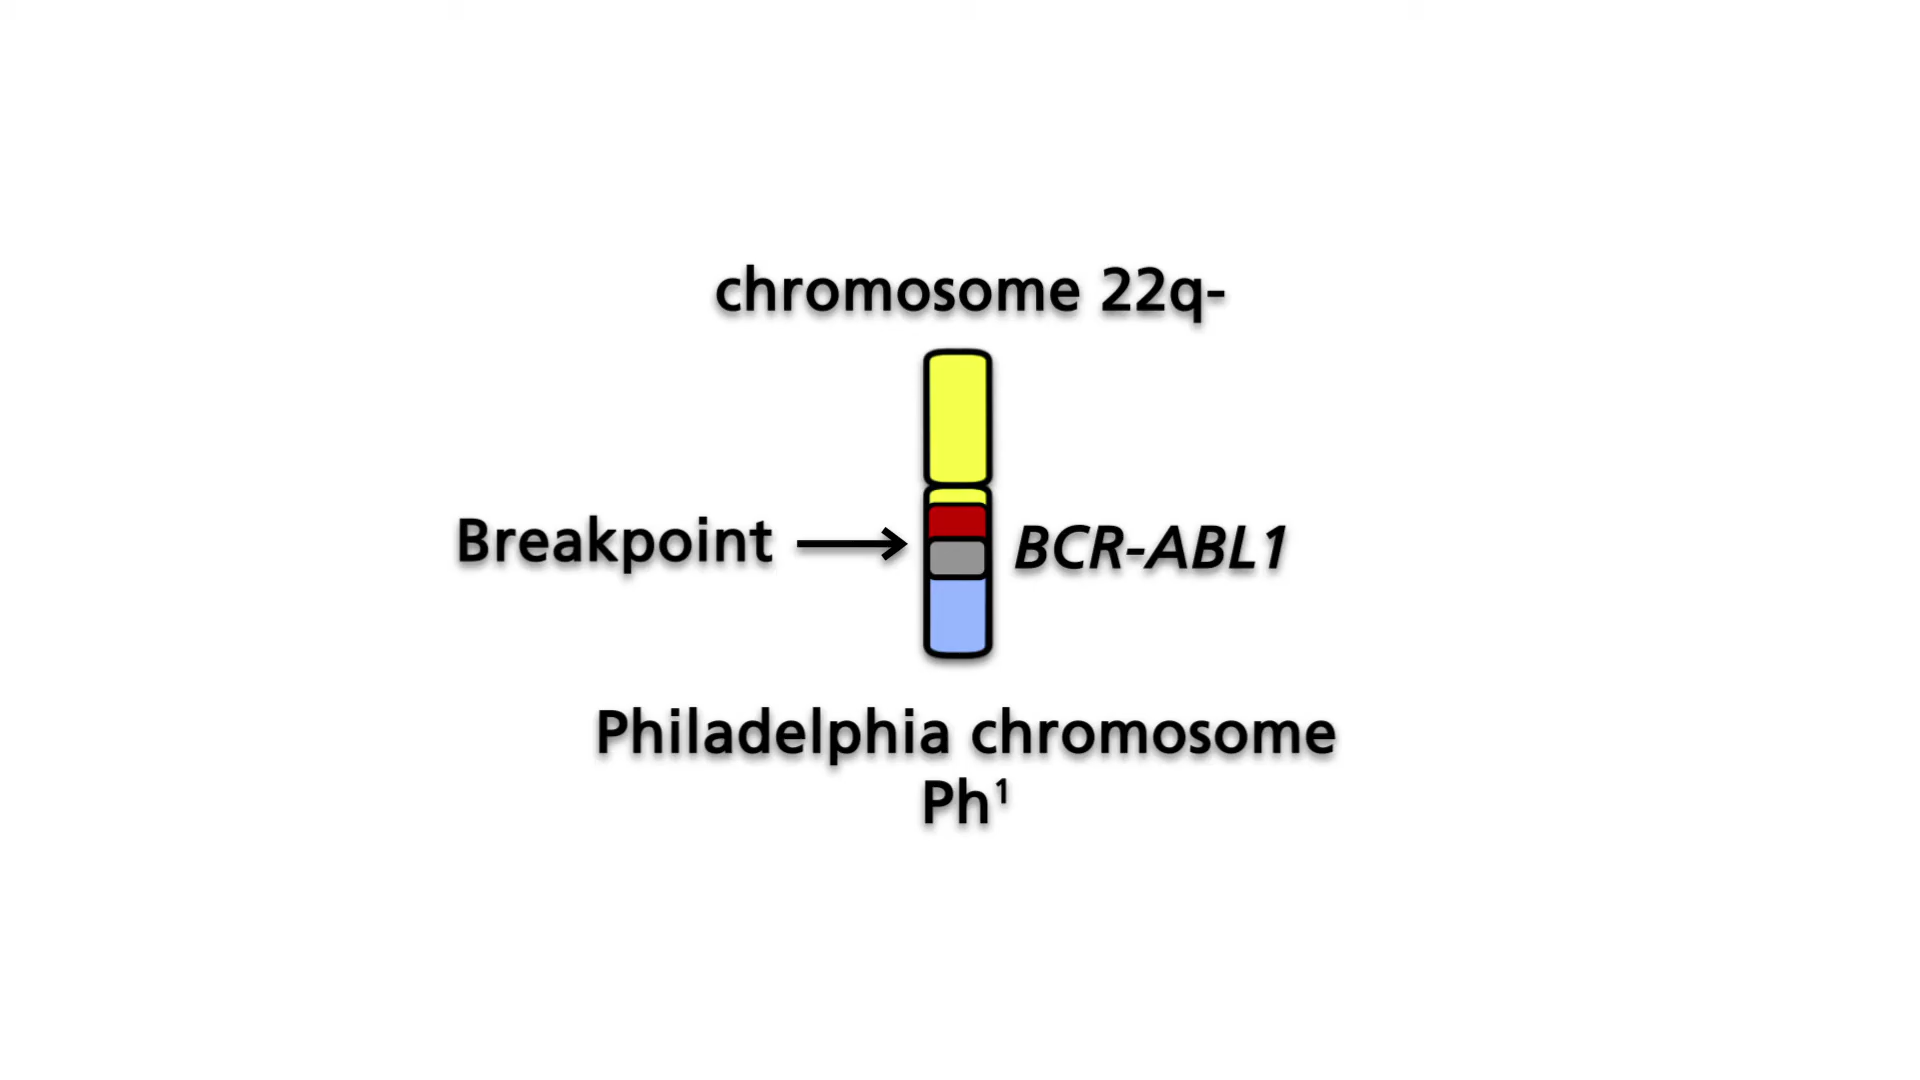 chromosome 22q-
Breakpoint
BCR-ABL1
Philadelphia chromosome
Ph¹